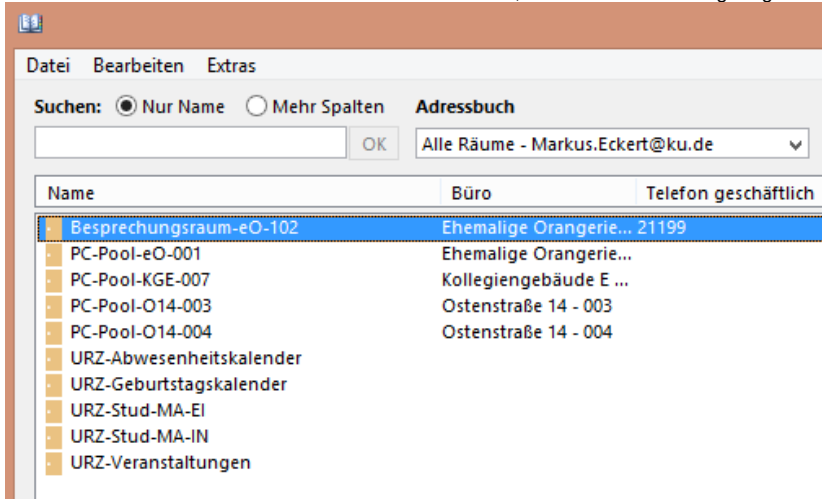 Datei Bearbeiten Extras
Suchen: Nur Name Mehr Spalten Adressbuch
OK Alle Räume - Markus.Eckert@ku.de
Name Büro Telefon geschäftlich
Besprechungsraum-eO-102 Ehemalige Orangerie... 21199
PC-Pool-eO-001 Ehemalige Orangerie...
PC-Pool-KGE-007 Kollegiengebäude E ...
PC-Pool-O14-003 Ostenstraße 14 - 003
PC-Pool-O14-004 Ostenstraße 14 - 004
URZ-Abwesenheitskalender
URZ-Geburtstagskalender
URZ-Stud-MA-EI
URZ-Stud-MA-IN
URZ-Veranstaltungen